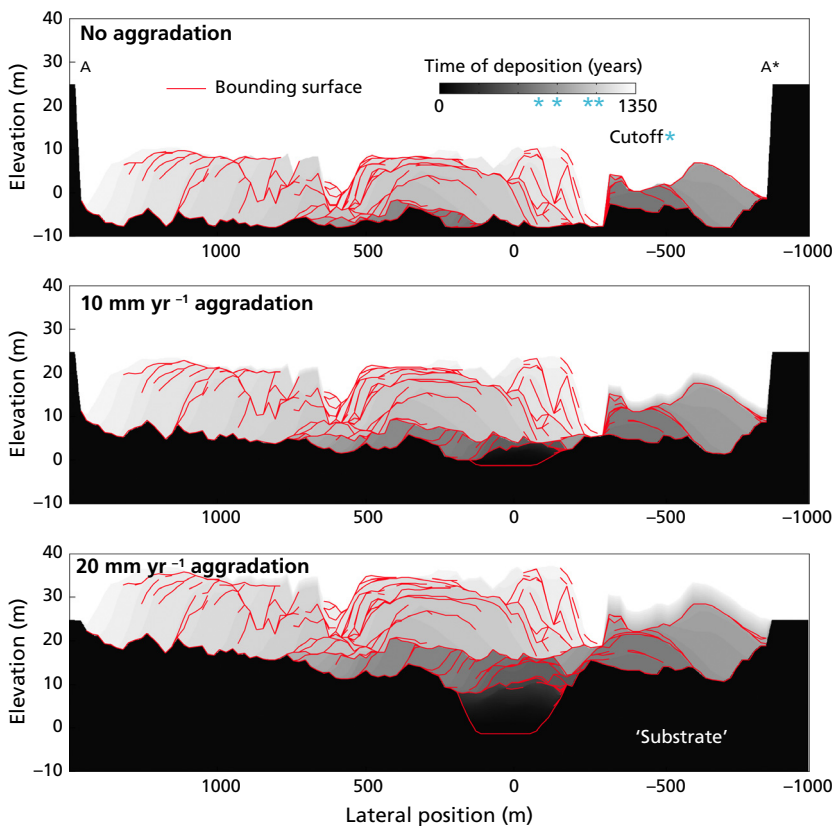 No aggradation
A
A*
Bounding surface
Time of deposition (years)
0
1350
* * **
Cutoff*
40
30
20
10
0
–10
Elevation (m)
1000
500
0
–500
–1000
10 mm yr ⁻¹ aggradation
40
30
20
10
0
–10
Elevation (m)
1000
500
0
–500
–1000
20 mm yr ⁻¹ aggradation
40
30
20
10
0
–10
Elevation (m)
'Substrate'
1000
500
0
–500
–1000
Lateral position (m)